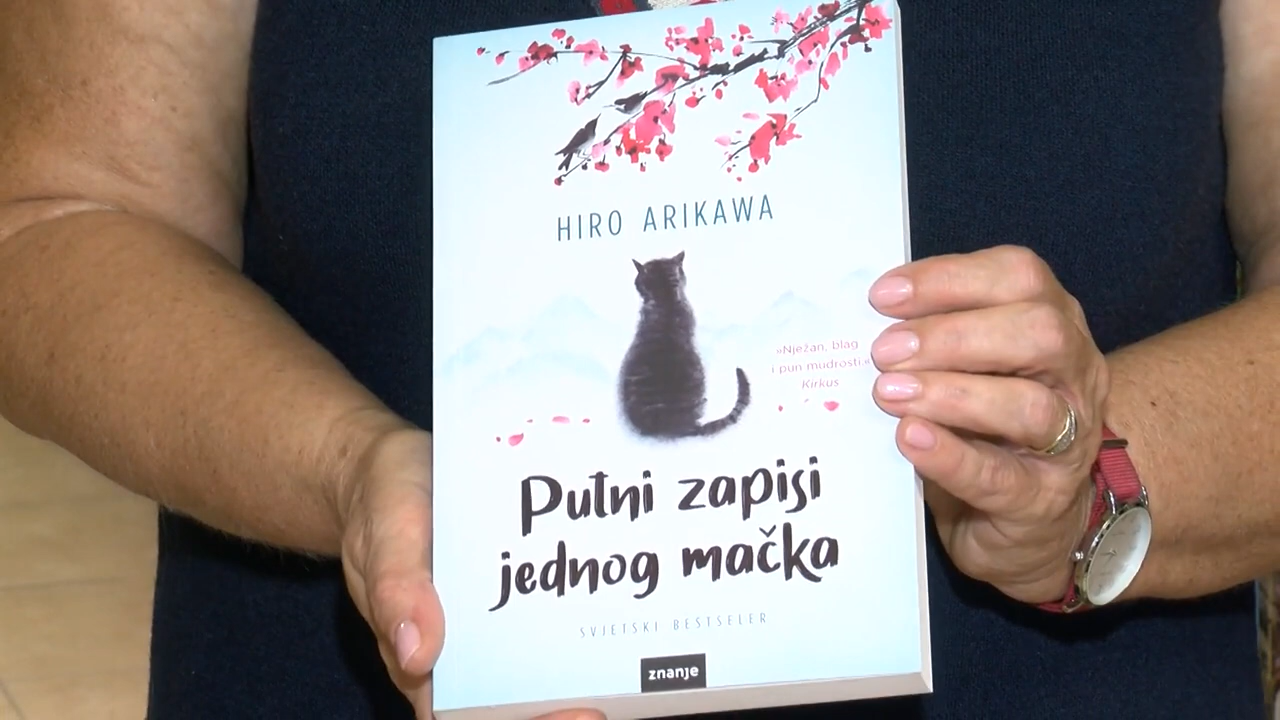 HIRO ARIKAWA
»Nježan, blag
i pun mudrosti.«
Kirkus
Putni zapisi
jednog mačka
SVJETSKI BESTSELER
znanje